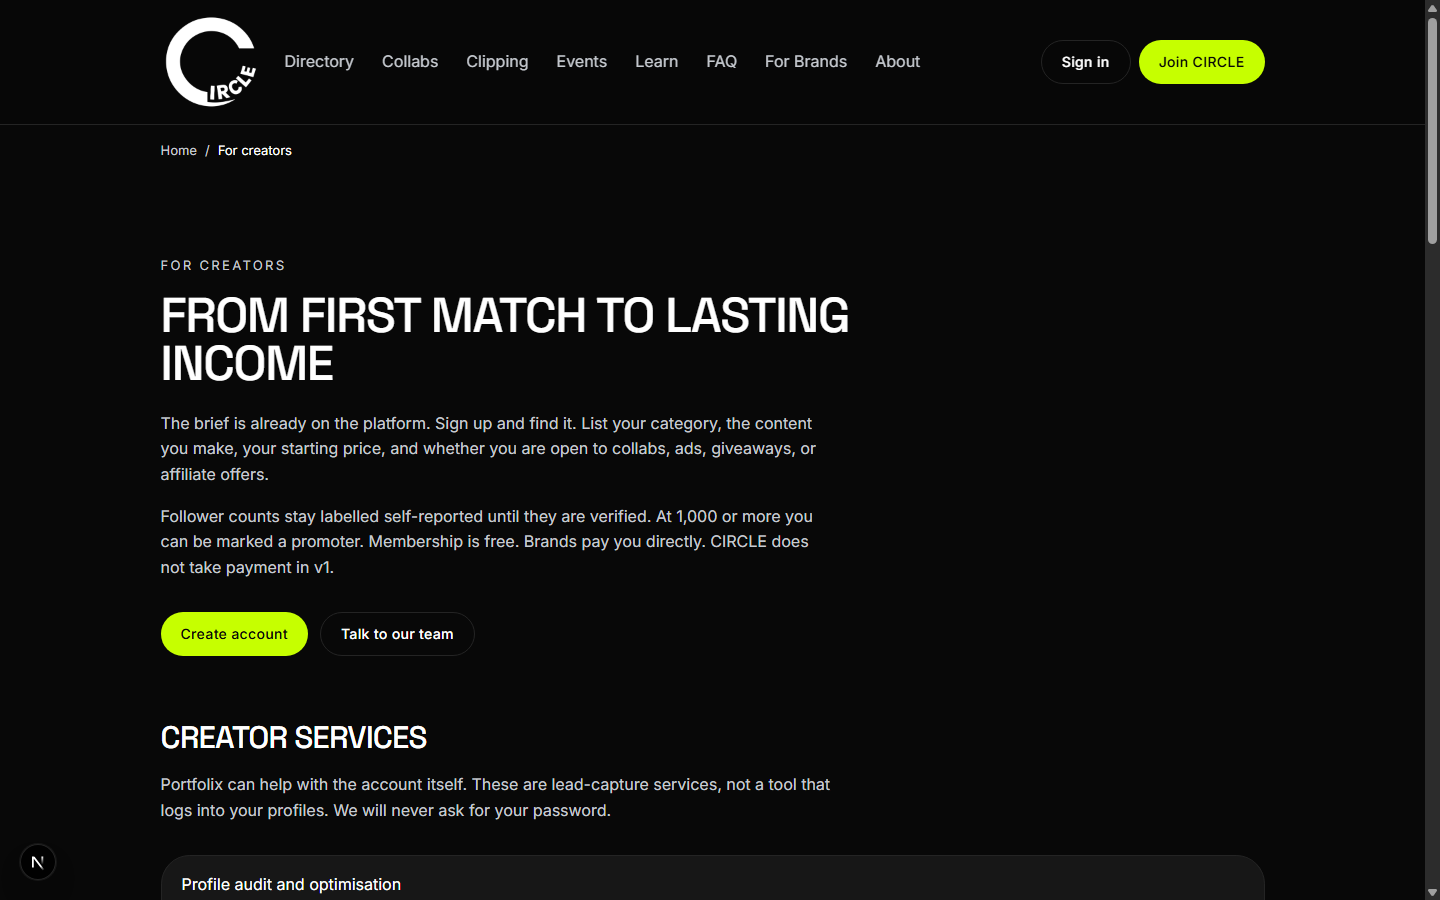 CIRCLE
Directory
Collabs
Clipping
Events
Learn
FAQ
For Brands
About
Sign in
Join CIRCLE
Home / For creators
FOR CREATORS
FROM FIRST MATCH TO LASTING
INCOME
The brief is already on the platform. Sign up and find it. List your category, the content
you make, your starting price, and whether you are open to collabs, ads, giveaways, or
affiliate offers.
Follower counts stay labelled self-reported until they are verified. At 1,000 or more you
can be marked a promoter. Membership is free. Brands pay you directly. CIRCLE does
not take payment in v1.
Create account
Talk to our team
CREATOR SERVICES
Portfolix can help with the account itself. These are lead-capture services, not a tool that
logs into your profiles. We will never ask for your password.
N
Profile audit and optimisation